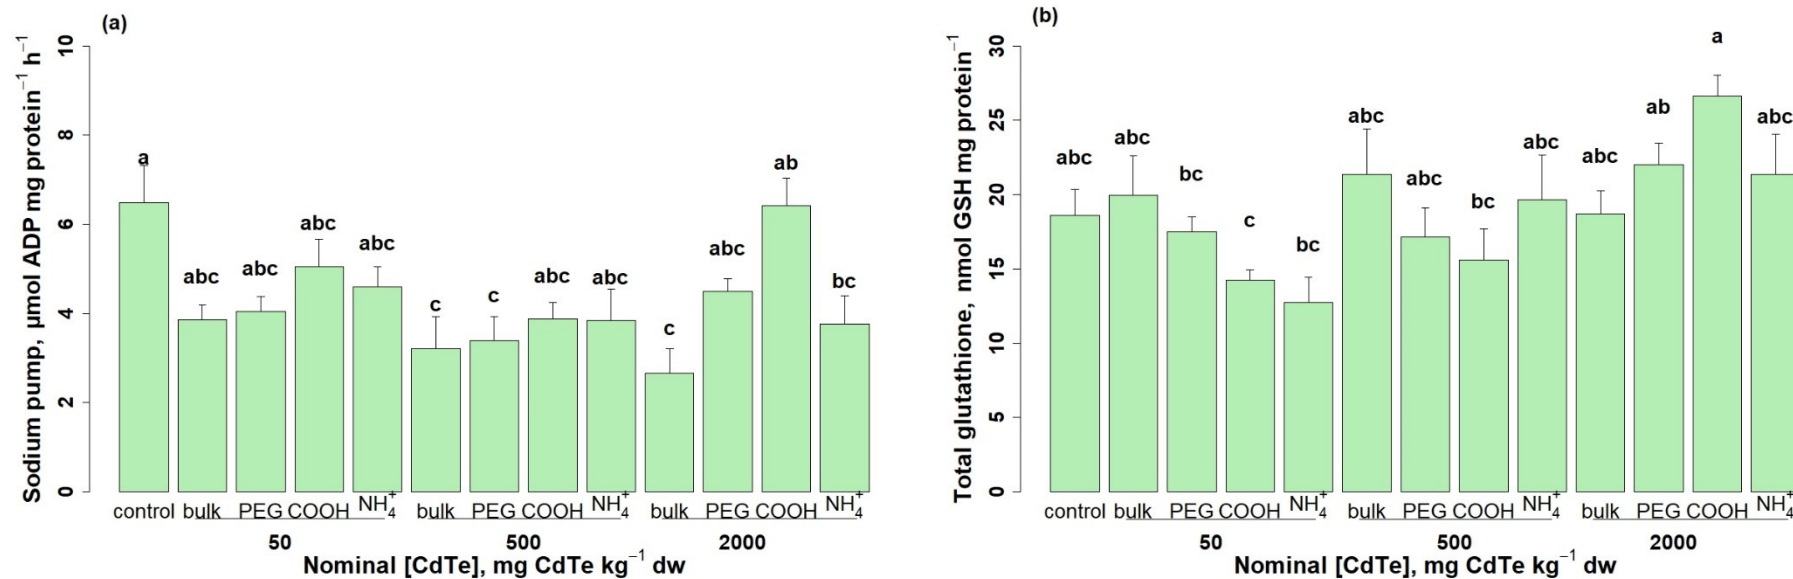 (a)
Sodium pump, µmol ADP mg protein⁻¹ h⁻¹
10
8
6
4
2
0
a
abc
abc
abc
abc
c
c
abc
abc
c
abc
ab
bc
control bulk PEG COOH NH₄⁺ bulk PEG COOH NH₄⁺ bulk PEG COOH NH₄⁺
50 500 2000
Nominal [CdTe], mg CdTe kg⁻¹ dw
(b)
Total glutathione, nmol GSH mg protein⁻¹
30
25
20
15
10
5
0
abc
abc
bc
c
bc
abc
abc
bc
abc
abc
ab
a
abc
control bulk PEG COOH NH₄⁺ bulk PEG COOH NH₄⁺ bulk PEG COOH NH₄⁺
50 500 2000
Nominal [CdTe], mg CdTe kg⁻¹ dw